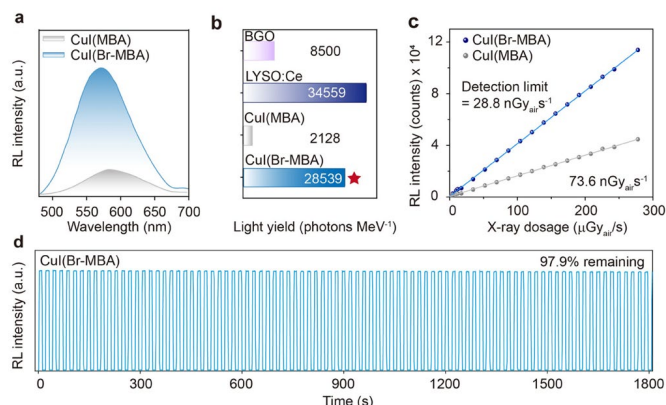 a
CuI(MBA)
CuI(Br-MBA)
RL intensity (a.u.)
500 550 600 650 700
Wavelength (nm)
b
BGO
8500
LYSO:Ce
34559
CuI(MBA)
2128
CuI(Br-MBA)
28539
Light yield (photons MeV-1)
c
CuI(Br-MBA)
CuI(MBA)
Detection limit
= 28.8 nGyairs-1
73.6 nGyairs-1
RL intensity (counts) x 10⁴
12
8
4
0
0 100 200 300
X-ray dosage (μGyair/s)
d
CuI(Br-MBA)
97.9% remaining
RL intensity (a.u.)
0 300 600 900 1200 1500 1800
Time (s)